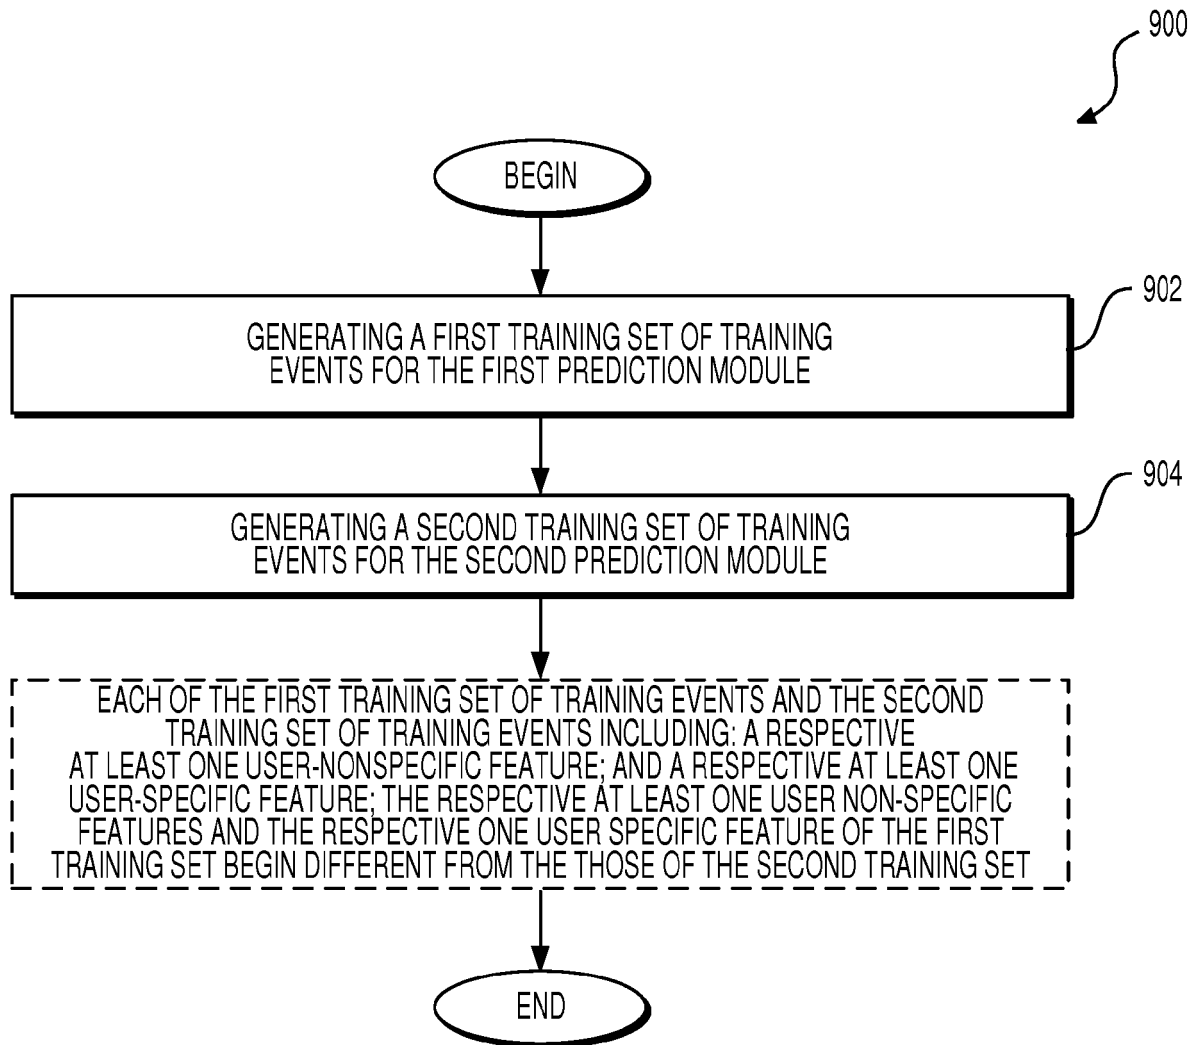 900
BEGIN
902
GENERATING A FIRST TRAINING SET OF TRAINING
EVENTS FOR THE FIRST PREDICTION MODULE
904
GENERATING A SECOND TRAINING SET OF TRAINING
EVENTS FOR THE SECOND PREDICTION MODULE
EACH OF THE FIRST TRAINING SET OF TRAINING EVENTS AND THE SECOND
TRAINING SET OF TRAINING EVENTS INCLUDING: A RESPECTIVE
AT LEAST ONE USER-NONSPECIFIC FEATURE; AND A RESPECTIVE AT LEAST ONE
USER-SPECIFIC FEATURE; THE RESPECTIVE AT LEAST ONE USER NON-SPECIFIC
FEATURES AND THE RESPECTIVE ONE USER SPECIFIC FEATURE OF THE FIRST
TRAINING SET BEGIN DIFFERENT FROM THE THOSE OF THE SECOND TRAINING SET
END